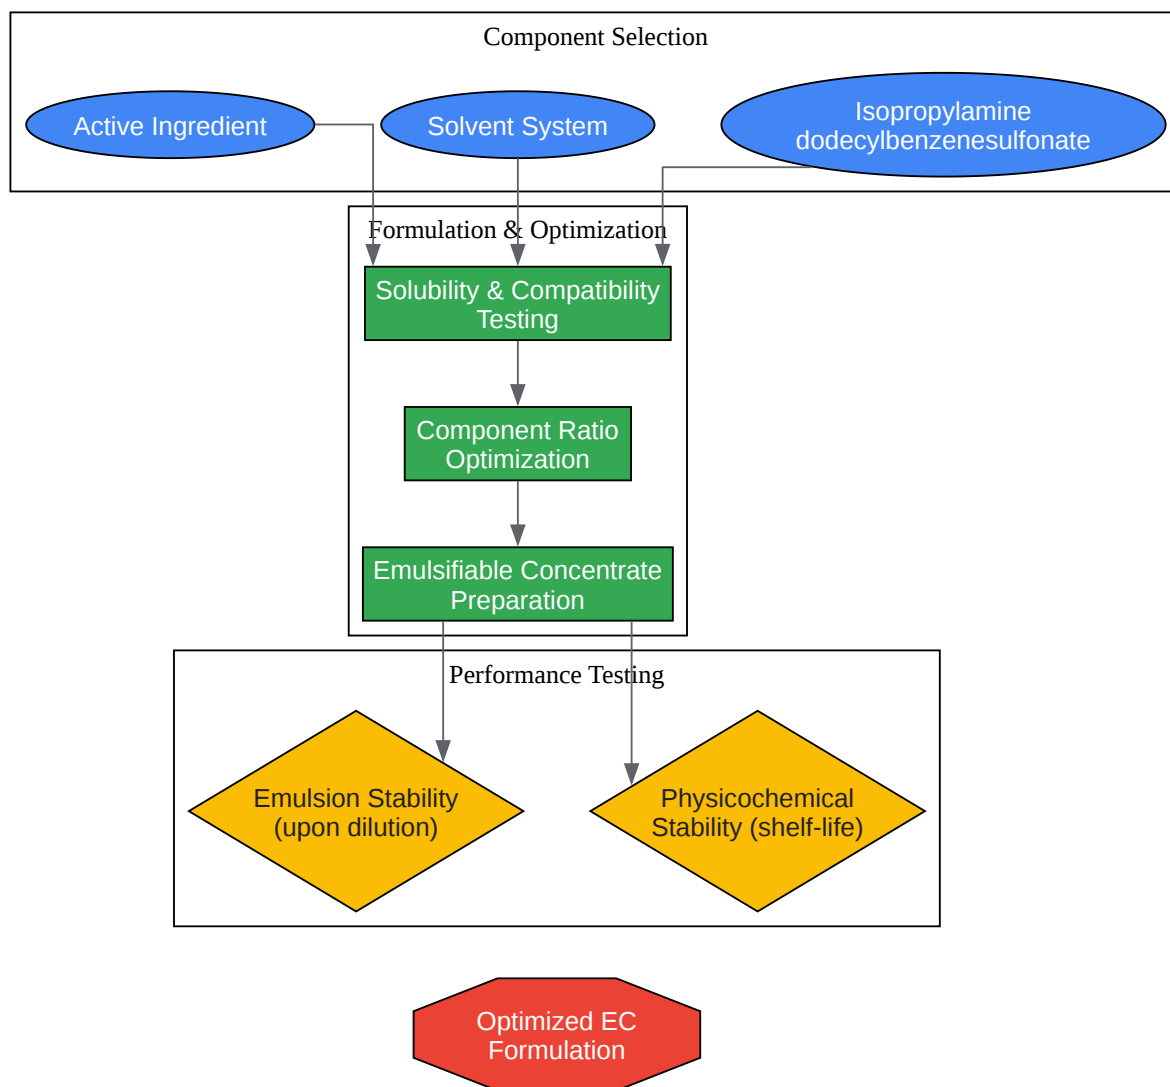 Component Selection
Active Ingredient
Solvent System
Isopropylamine
dodecylbenzenesulfonate
Formulation & Optimization
Solubility & Compatibility
Testing
Component Ratio
Optimization
Emulsifiable Concentrate
Preparation
Performance Testing
Emulsion Stability
(upon dilution)
Physicochemical
Stability (shelf-life)
Optimized EC
Formulation